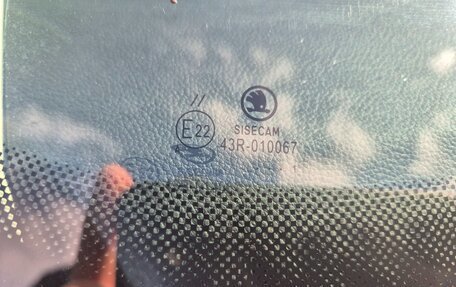 //
E22
SISECAM
43R-010067